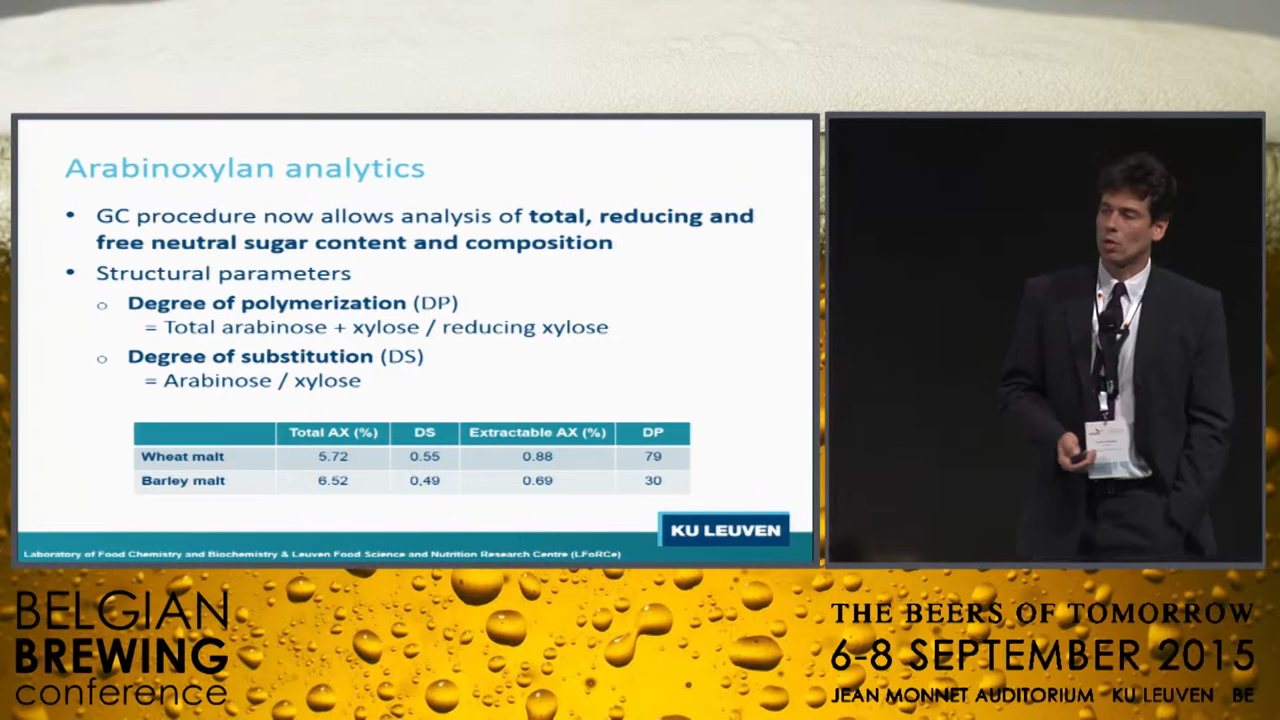 Arabinoxylan analytics
• GC procedure now allows analysis of total, reducing and
free neutral sugar content and composition
• Structural parameters
○ Degree of polymerization (DP)
= Total arabinose + xylose / reducing xylose
○ Degree of substitution (DS)
= Arabinose / xylose
Total AX (%) DS Extractable AX (%) DP
Wheat malt 5.72 0.55 0.88 79
Barley malt 6.52 0,49 0.69 30
KU LEUVEN
Laboratory of Food Chemistry and Biochemistry & Leuven Food Science and Nutrition Research Centre (LFoRCe)
BELGIAN
BREWING
conference
THE BEERS OF TOMORROW
6-8 SEPTEMBER 2015
JEAN MONNET AUDITORIUM KU LEUVEN BE